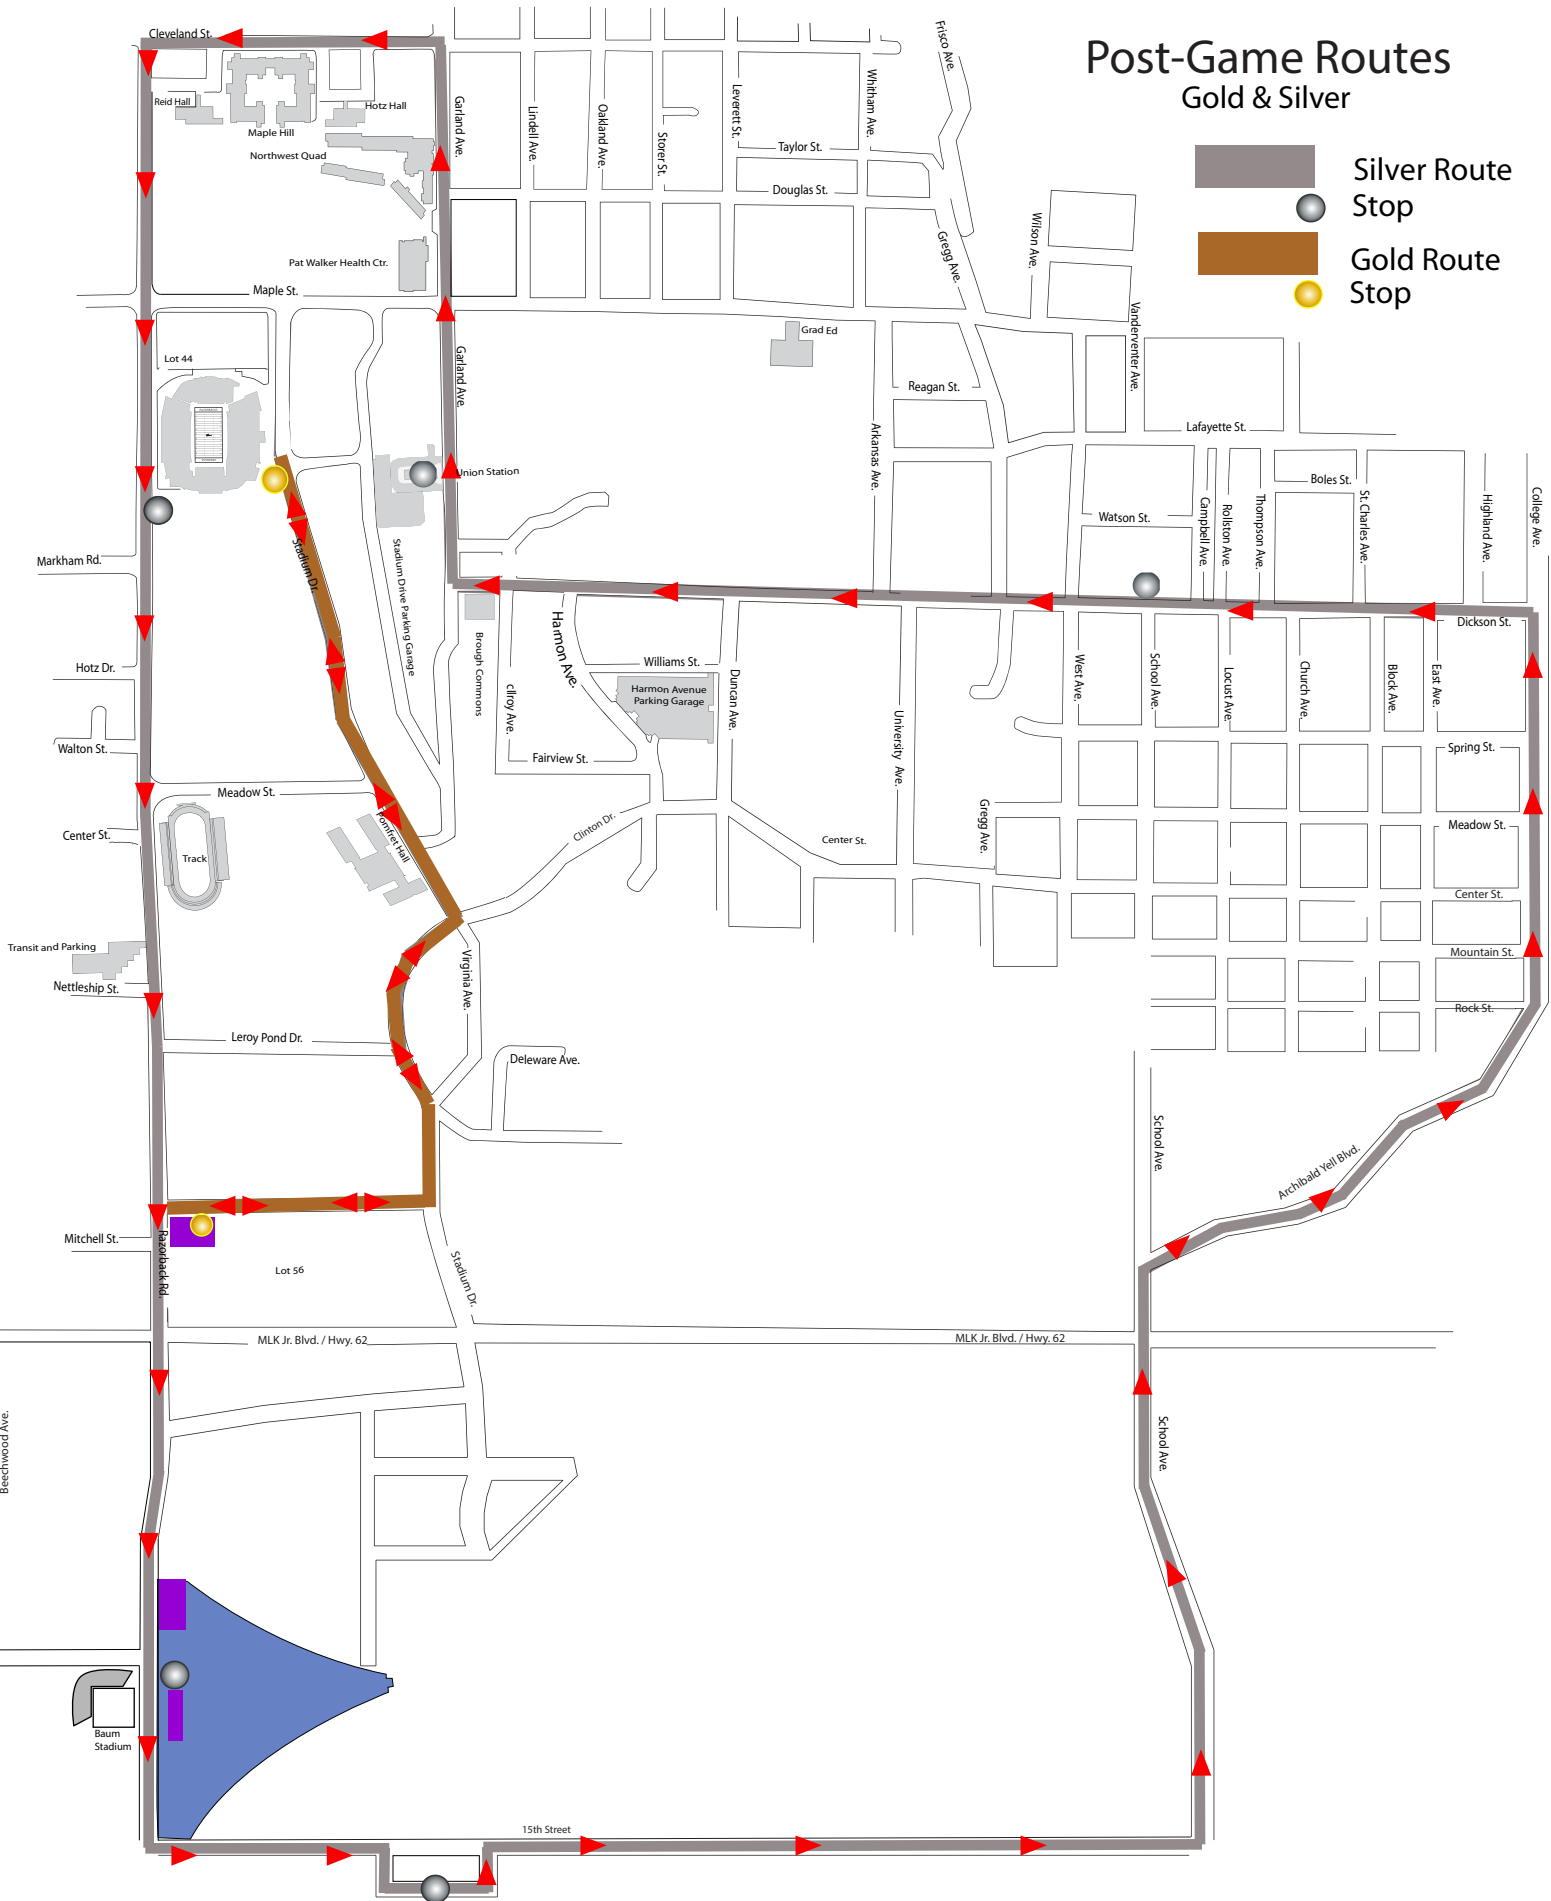 Post-Game Routes
Gold & Silver
Silver Route
Stop
Gold Route
Stop
Cleveland St.
Reid Hall
Maple Hill
Hotz Hall
Northwest Quad
Pat Walker Health Ctr.
Maple St.
Garland Ave.
Lindell Ave.
Oakland Ave.
Storer St.
Leverett St.
Whitham Ave.
Frisco Ave.
Taylor St.
Douglas St.
Gregg Ave.
Wilson Ave.
Vanderventer Ave.
Grad Ed
Reagan St.
Arkansas Ave.
Lafayette St.
Boles St.
Watson St.
Campbell Ave.
Rollston Ave.
Thompson Ave.
St. Charles Ave.
Highland Ave.
College Ave.
Lot 44
Garland Ave.
Union Station
Stadium Dr.
Stadium Drive Parking Garage
Markham Rd.
Hotz Dr.
Walton St.
Center St.
Meadow St.
Track
Pomfret Hall
Brough Commons
cllroy Ave.
Harmon Ave.
Williams St.
Harmon Avenue
Parking Garage
Fairview St.
Duncan Ave.
University Ave.
Clinton Dr.
Center St.
Gregg Ave.
West Ave.
School Ave.
Locust Ave.
Church Ave.
Block Ave.
East Ave.
Dickson St.
Spring St.
Meadow St.
Center St.
Mountain St.
Rock St.
Transit and Parking
Nettleship St.
Virginia Ave.
Leroy Pond Dr.
Deleware Ave.
School Ave.
Archibald Yell Blvd.
Mitchell St.
Razorback Rd.
Lot 56
Stadium Dr.
MLK Jr. Blvd. / Hwy. 62
MLK Jr. Blvd. / Hwy. 62
Beechwood Ave.
School Ave.
Baum
Stadium
15th Street